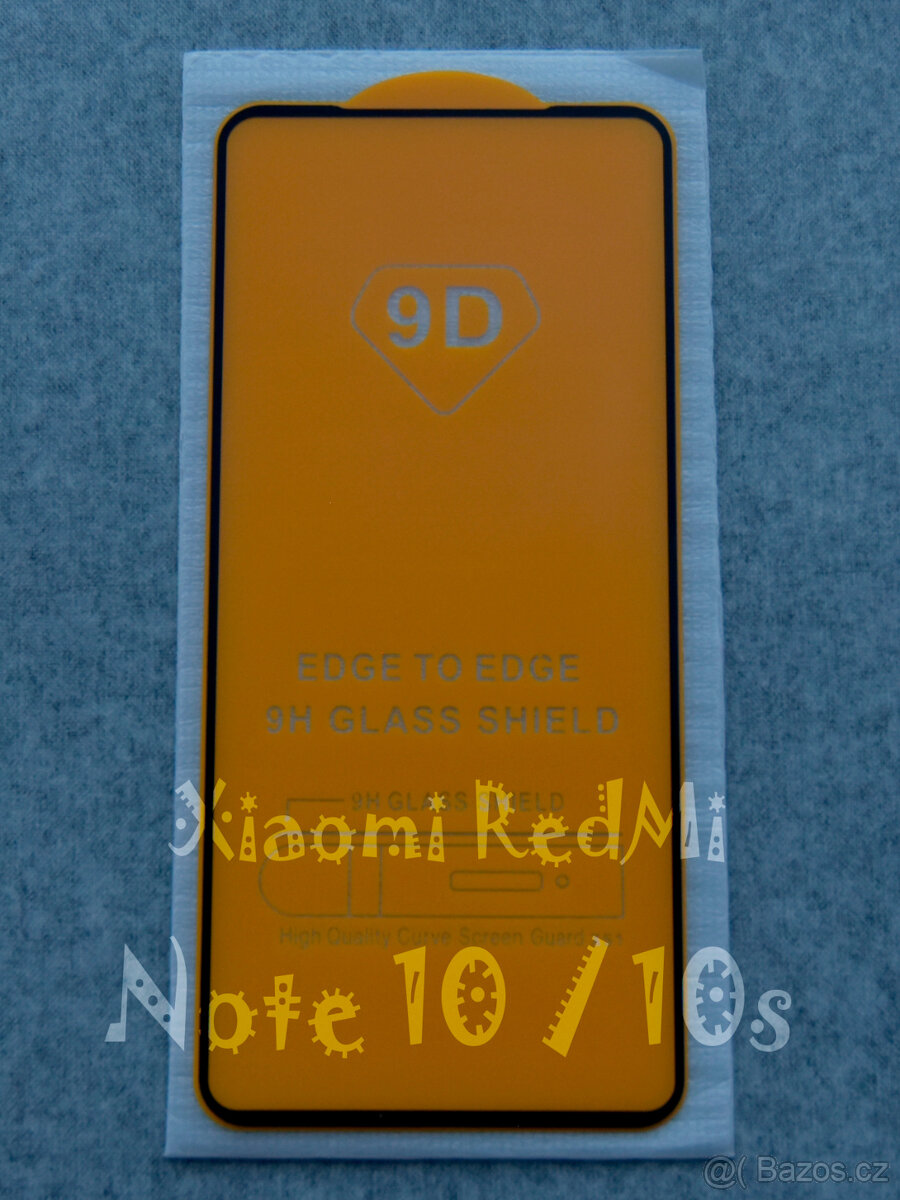 9D
EDGE TO EDGE
9H GLASS SHIELD
9H GLASS SHIELD
Xiaomi RedMi
High Quality Curve Screen Guard
Note 10 / 10s
@( Bazos.cz